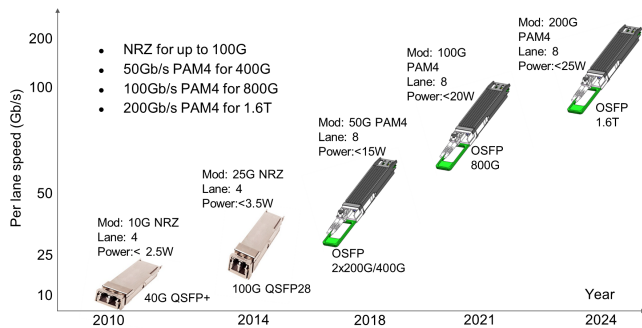 Per lane speed (Gb/s)
200
100
50
25
10
• NRZ for up to 100G
• 50Gb/s PAM4 for 400G
• 100Gb/s PAM4 for 800G
• 200Gb/s PAM4 for 1.6T
Mod: 10G NRZ
Lane: 4
Power:< 2.5W
40G QSFP+
Mod: 25G NRZ
Lane: 4
Power:<3.5W
100G QSFP28
Mod: 50G PAM4
Lane: 8
Power:<15W
OSFP
2x200G/400G
Mod: 100G
PAM4
Lane: 8
Power:<20W
OSFP
800G
Mod: 200G
PAM4
Lane: 8
Power:<25W
OSFP
1.6T
Year
2010
2014
2018
2021
2024